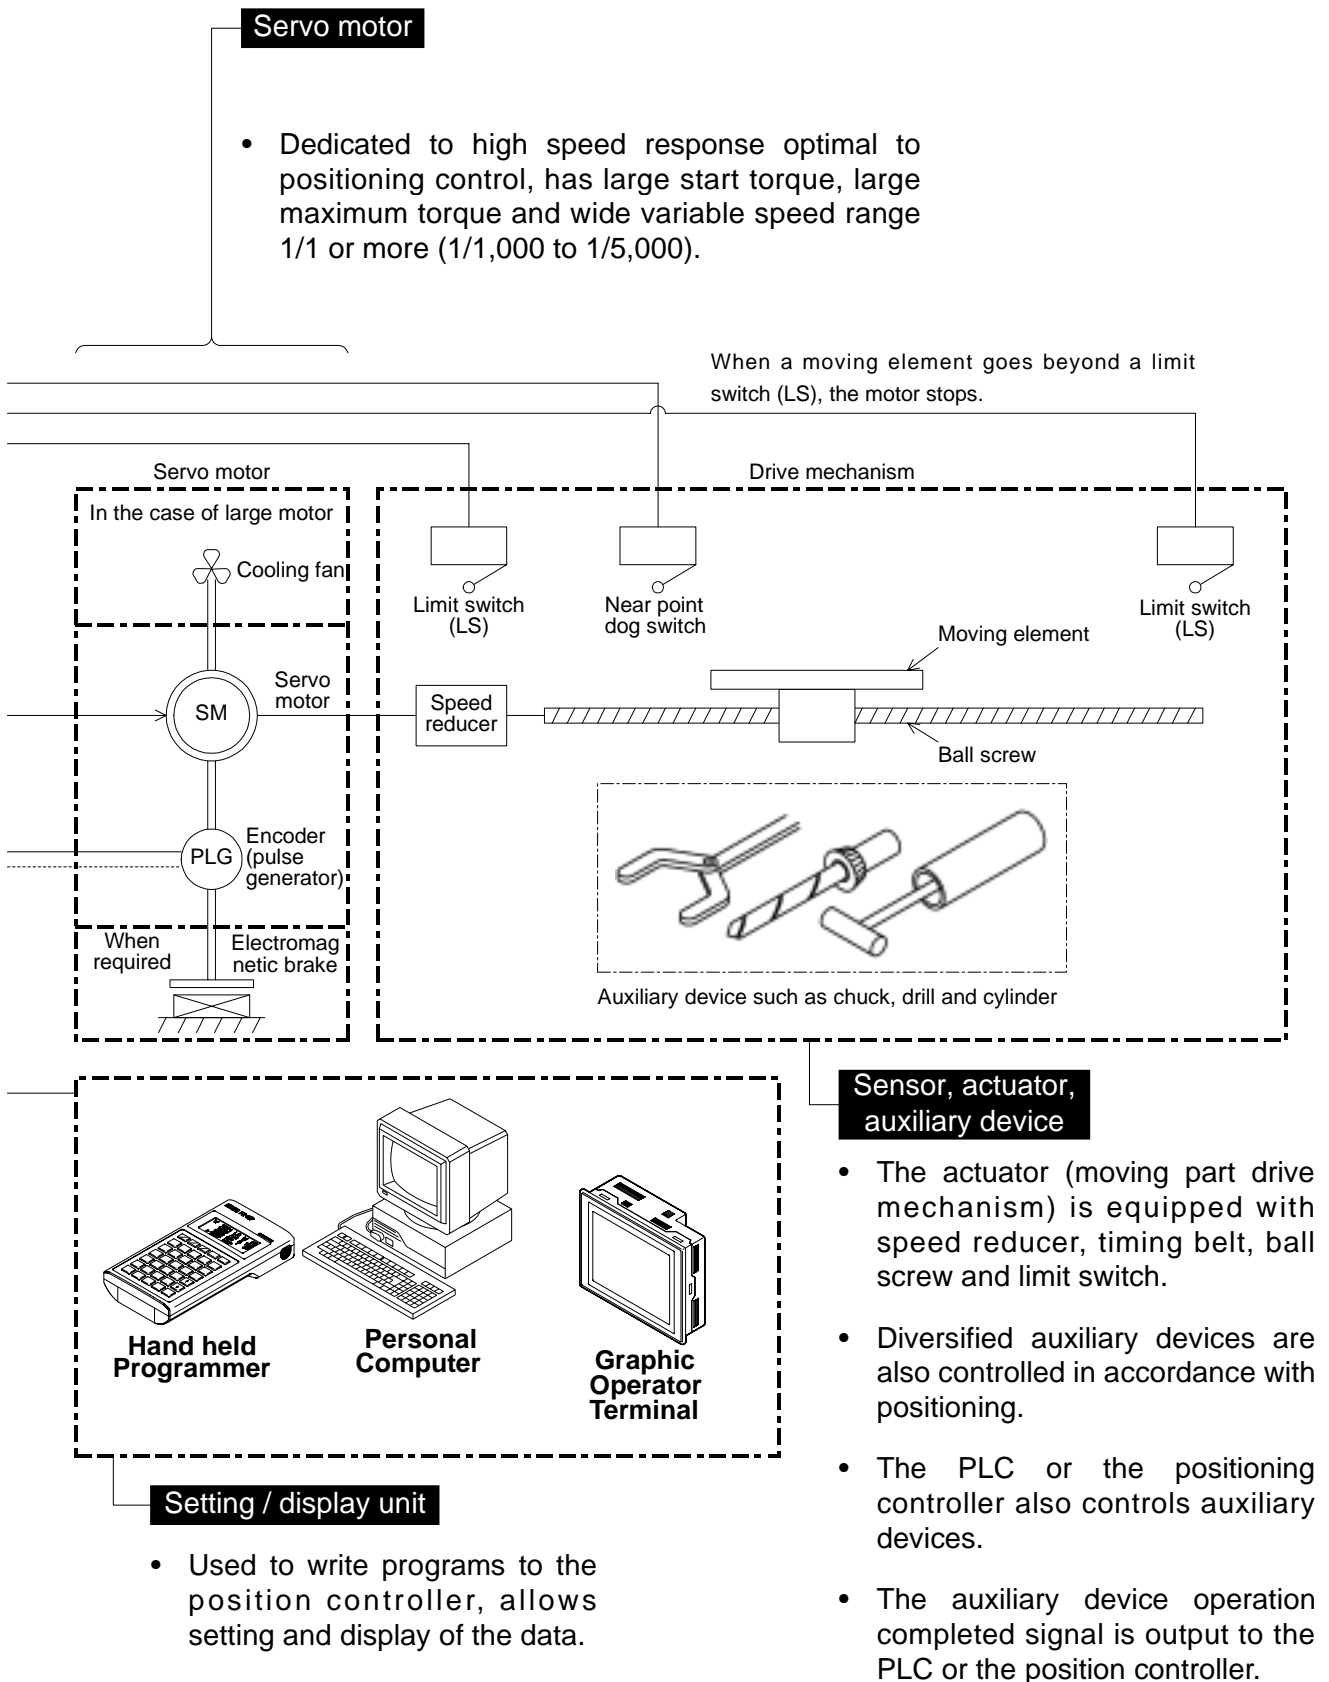 Servo motor
• Dedicated to high speed response optimal to
positioning control, has large start torque, large
maximum torque and wide variable speed range
1/1 or more (1/1,000 to 1/5,000).
When a moving element goes beyond a limit
switch (LS), the motor stops.
Servo motor
In the case of large motor
Cooling fan
Servo
motor
SM
Encoder
(pulse
generator)
PLG
When
required
Electromag
netic brake
Drive mechanism
Limit switch
(LS)
Near point
dog switch
Limit switch
(LS)
Moving element
Speed
reducer
Ball screw
Auxiliary device such as chuck, drill and cylinder
Hand held
Programmer
Personal
Computer
Graphic
Operator
Terminal
Setting / display unit
• Used to write programs to the
position controller, allows
setting and display of the data.
Sensor, actuator,
auxiliary device
• The actuator (moving part drive
mechanism) is equipped with
speed reducer, timing belt, ball
screw and limit switch.
• Diversified auxiliary devices are
also controlled in accordance with
positioning.
• The PLC or the positioning
controller also controls auxiliary
devices.
• The auxiliary device operation
completed signal is output to the
PLC or the position controller.